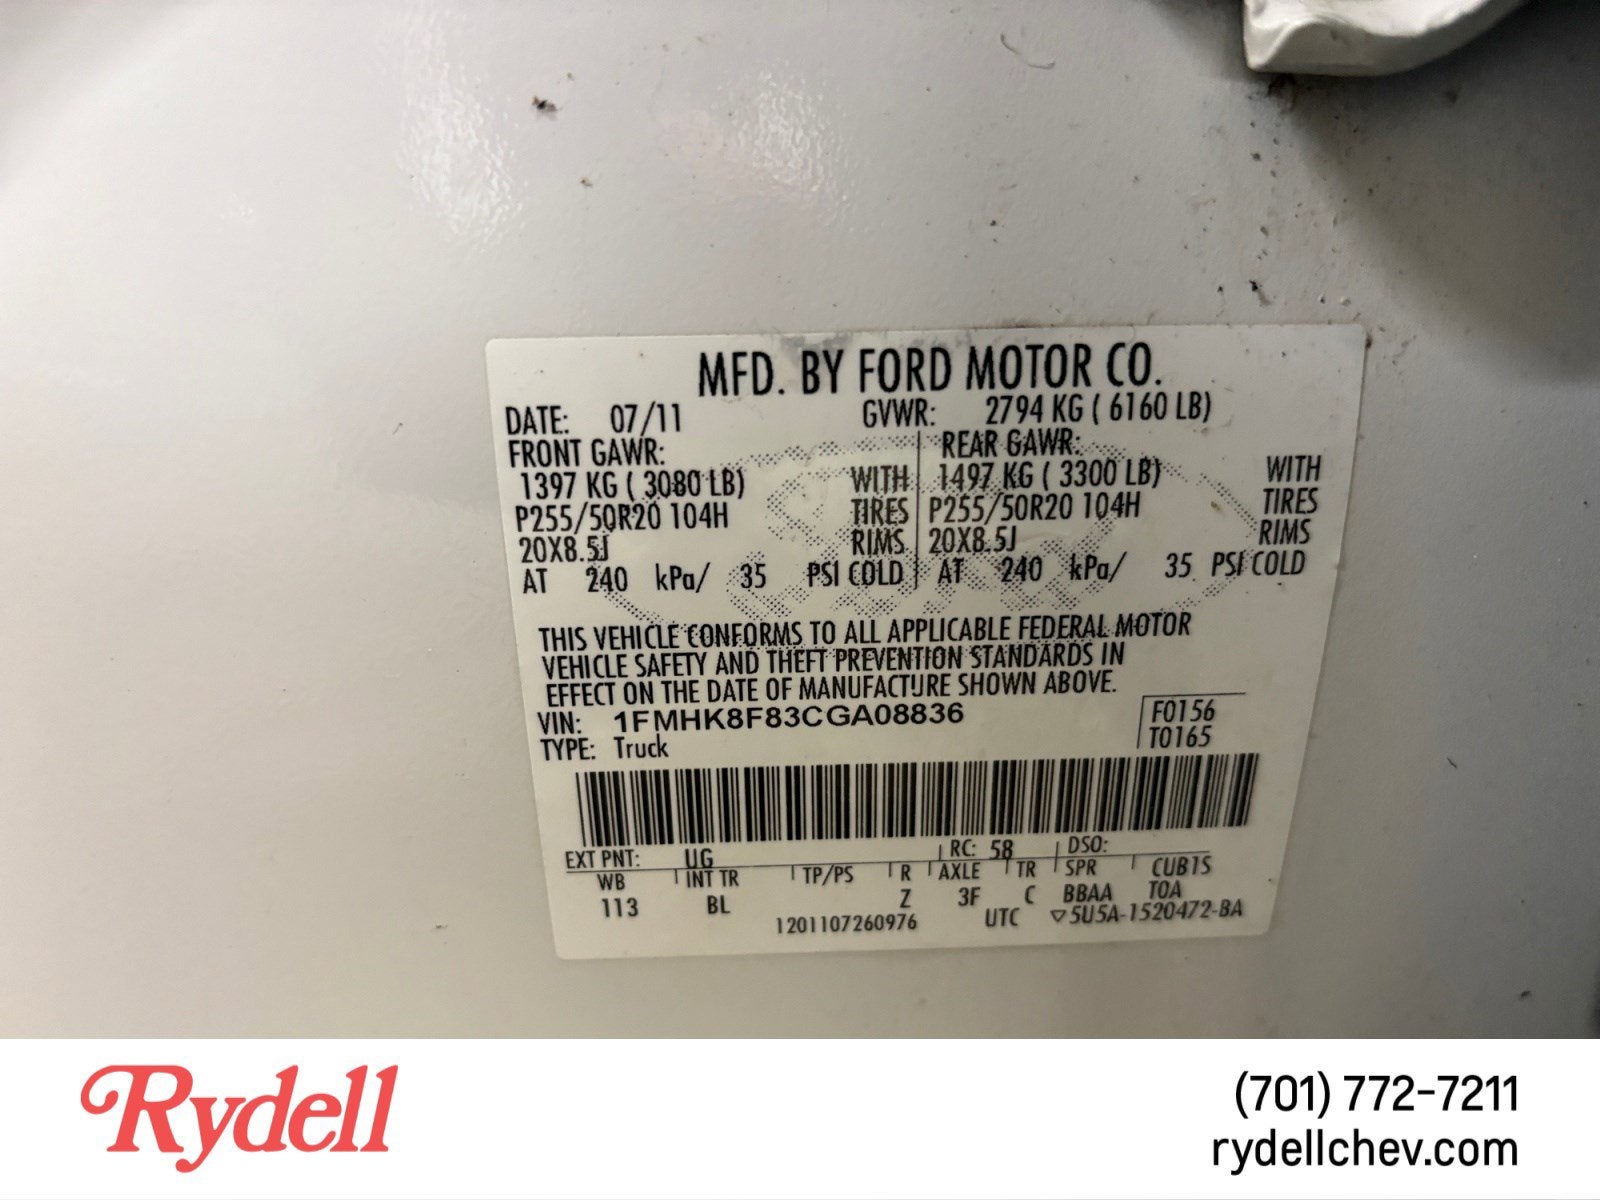 MFD. BY FORD MOTOR CO.
DATE: 07/11 GVWR: 2794 KG ( 6160 LB)
FRONT GAWR: REAR GAWR:
1397 KG ( 3080 LB) WITH 1497 KG ( 3300 LB) WITH
P255/50R20 104H TIRES P255/50R20 104H TIRES
20X8.5J RIMS 20X8.5J RIMS
AT 240 kPa/ 35 PSI COLD AT 240 kPa/ 35 PSI COLD
THIS VEHICLE CONFORMS TO ALL APPLICABLE FEDERAL MOTOR
VEHICLE SAFETY AND THEFT PREVENTION STANDARDS IN
EFFECT ON THE DATE OF MANUFACTURE SHOWN ABOVE.
VIN: 1FMHK8F83CGA08836 F0156
TYPE: Truck T0165
EXT PNT: UG RC: 58 DSO:
WB INT TR TP/PS R AXLE TR SPR CUB1S
113 BL Z 3F C BBAA TOA
1201107260976 UTC ▽5U5A-1520472-BA
Rydell
(701) 772-7211
rydellchev.com